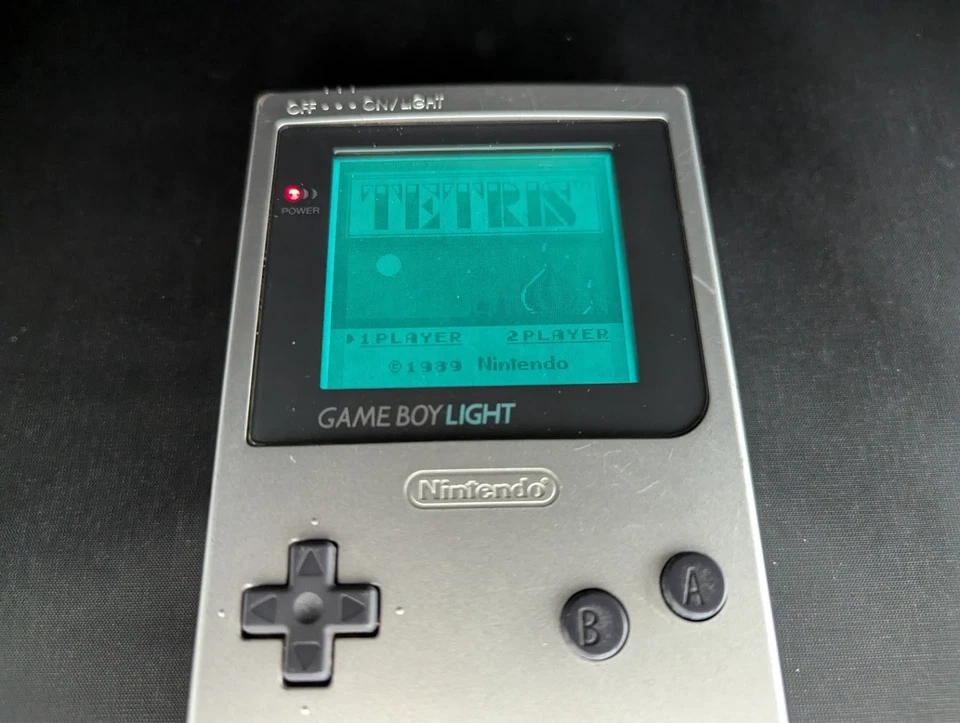 OFF ON/LIGHT
POWER
TETRIS
1PLAYER 2PLAYER
©1989 Nintendo
GAME BOY LIGHT
Nintendo®
B A